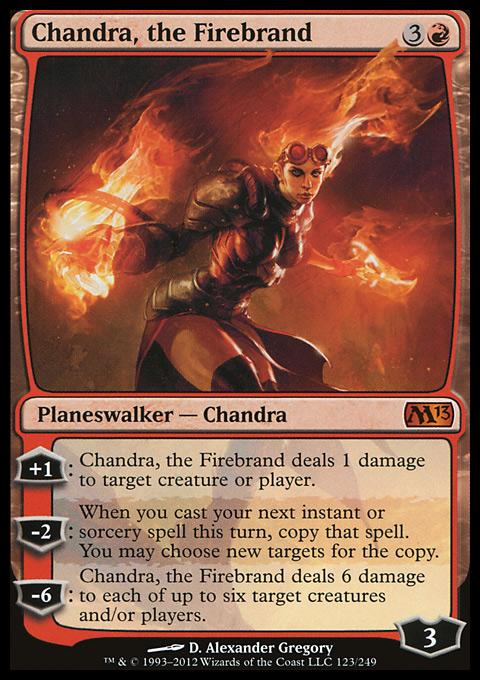 Chandra, the Firebrand 3
Planeswalker — Chandra M13
+1: Chandra, the Firebrand deals 1 damage
to target creature or player.
When you cast your next instant or
-2: sorcery spell this turn, copy that spell.
You may choose new targets for the copy.
Chandra, the Firebrand deals 6 damage
-6: to each of up to six target creatures
and/or players.
D. Alexander Gregory
3
™ & © 1993–2012 Wizards of the Coast LLC 123/249